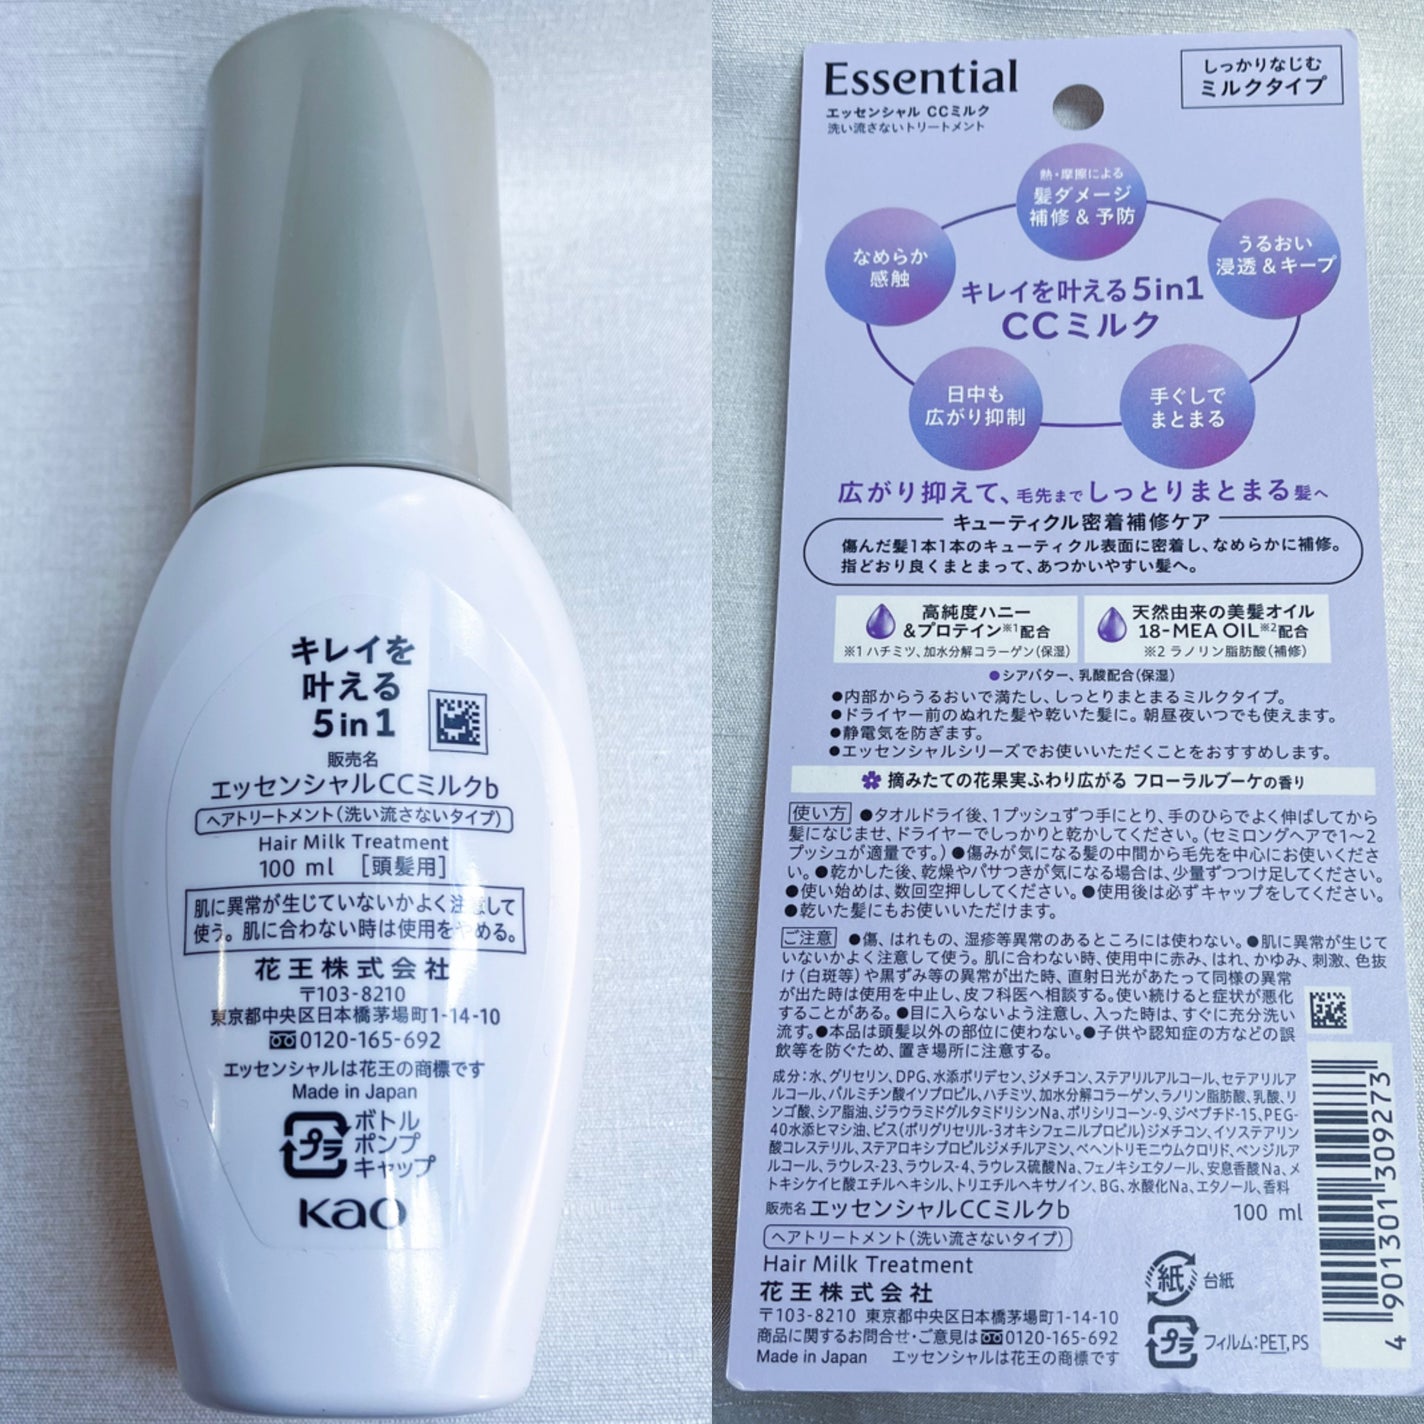 キレイを
叶える
5in1
販売名
エッセンシャルCCミルクb
ヘアトリートメント(洗い流さないタイプ)
Hair Milk Treatment
100 ml [頭髪用]
肌に異常が生じていないかよく注意して
使う。肌に合わない時は使用をやめる。
花王株式会社
〒103-8210
東京都中央区日本橋茅場町1-14-10
0120-165-692
エッセンシャルは花王の商標です
Made in Japan
プラ
ボトル
ポンプ
キャップ
Kao
Essential
エッセンシャル CCミルク
洗い流さないトリートメント
しっかりなじむ
ミルクタイプ
熱・摩擦による
髪ダメージ
補修&予防
なめらか
感触
うるおい
浸透&キープ
キレイを叶える5in1
CCミルク
日中も
広がり抑制
手ぐしで
まとまる
広がり抑えて、毛先までしっとりまとまる髪へ
キューティクル密着補修ケア
傷んだ髪1本1本のキューティクル表面に密着し、なめらかに補修。
指どおり良くまとまって、あつかいやすい髪へ。
高純度ハニー
&プロテイン※1配合
※1 ハチミツ、加水分解コラーゲン(保湿)
天然由来の美髪オイル
18-MEA OIL※2配合
※2 ラノリン脂肪酸(補修)
●シアバター、乳酸配合(保湿)
●内部からうるおいで満たし、しっとりまとまるミルクタイプ。
●ドライヤー前のぬれた髪や乾いた髪に。朝昼夜いつでも使えます。
●静電気を防ぎます。
●エッセンシャルシリーズでお使いいただくことをおすすめします。
摘みたての花果実ふわり広がる フローラルブーケの香り
使い方 ●タオルドライ後、1プッシュずつ手にとり、手のひらでよく伸ばしてから
髪になじませ、ドライヤーでしっかりと乾かしてください。(セミロングヘアで1〜2
プッシュが適量です。)●傷みが気になる髪の中間から毛先を中心にお使いくださ
い。●乾かした後、乾燥やパサつきが気になる場合は、少量ずつつけ足してください。
●使い始めは、数回空押ししてください。●使用後は必ずキャップをしてください。
●乾いた髪にもお使いいただけます。
ご注意 ●傷、はれもの、湿疹等異常のあるところには使わない。●肌に異常が生じて
いないかよく注意して使う。肌に合わない時、使用中に赤み、はれ、かゆみ、刺激、色抜
け(白斑等)や黒ずみ等の異常が出た時、直射日光があたって同様の異常
が出た時は使用を中止し、皮フ科医へ相談する。使い続けると症状が悪化
することがある。●目に入らないよう注意し、入った時は、すぐに充分洗い
流す。●本品は頭髪以外の部位に使わない。●子供や認知症の方などの誤
飲等を防ぐため、置き場所に注意する。
成分:水、グリセリン、DPG、水添ポリデセン、ジメチコン、ステアリルアルコール、セテアリルア
ルコール、パルミチン酸イソプロピル、ハチミツ、加水分解コラーゲン、ラノリン脂肪酸、乳酸、リ
ンゴ酸、シア脂油、ジラウラミドグルタミドリシンNa、ポリシリコーン-9、ジペプチド-15、PEG-
40水添ヒマシ油、ビス(ポリグリセリル-3オキシフェニルプロピル)ジメチコン、イソステアリン
酸コレステリル、ステアロキシプロピルジメチルアミン、ベヘントリモニウムクロリド、ベンジルア
ルコール、ラウレス-23、ラウレス-4、ラウレス硫酸Na、フェノキシエタノール、安息香酸Na、メ
トキシケイヒ酸エチルヘキシル、トリエチルヘキサノイン、BG、水酸化Na、エタノール、香料
販売名 エッセンシャルCCミルクb 100 ml
ヘアトリートメント(洗い流さないタイプ)
Hair Milk Treatment
花王株式会社
〒103-8210 東京都中央区日本橋茅場町1-14-10
商品に関するお問合せ・ご意見は 0120-165-692
Made in Japan エッセンシャルは花王の商標です
紙 台紙
プラ フィルム:PET,PS
4 901301 309273